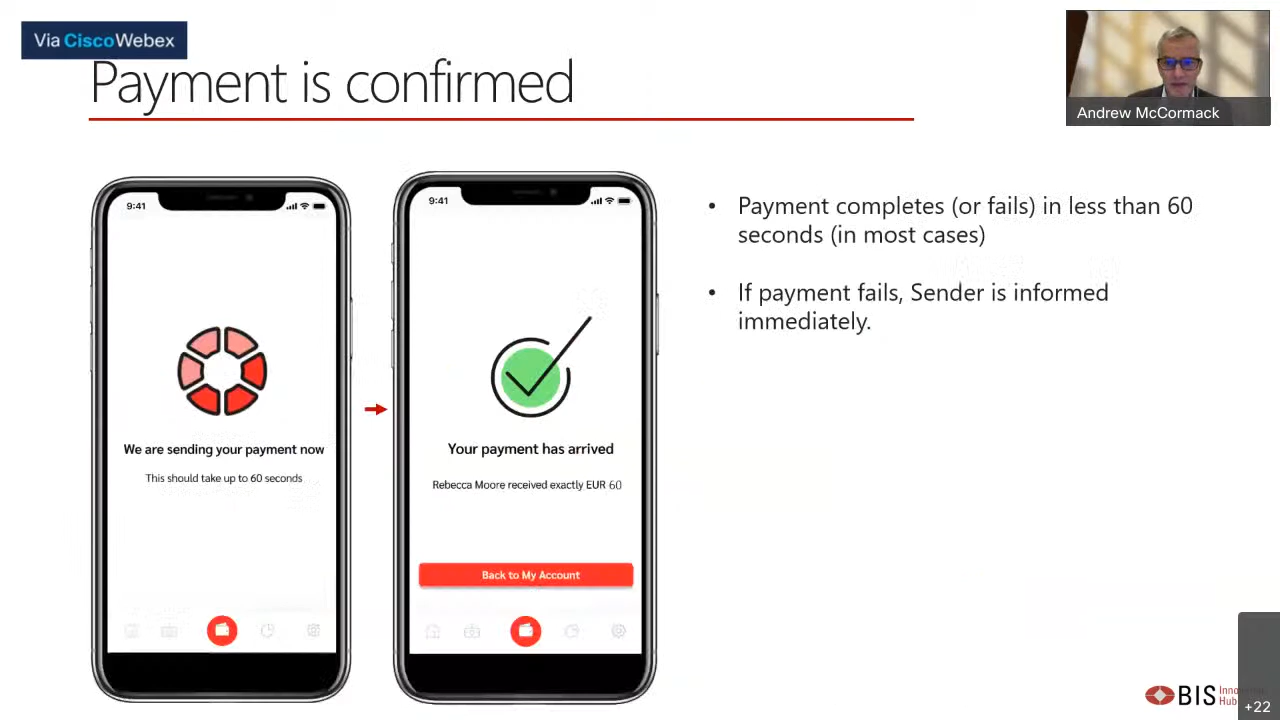 Via CiscoWebex
Payment is confirmed
Andrew McCormack
9:41
We are sending your payment now
This should take up to 60 seconds
9:41
Your payment has arrived
Rebecca Moore received exactly EUR 60
Back to My Account
• Payment completes (or fails) in less than 60
seconds (in most cases)
• If payment fails, Sender is informed
immediately.
BIS
+22